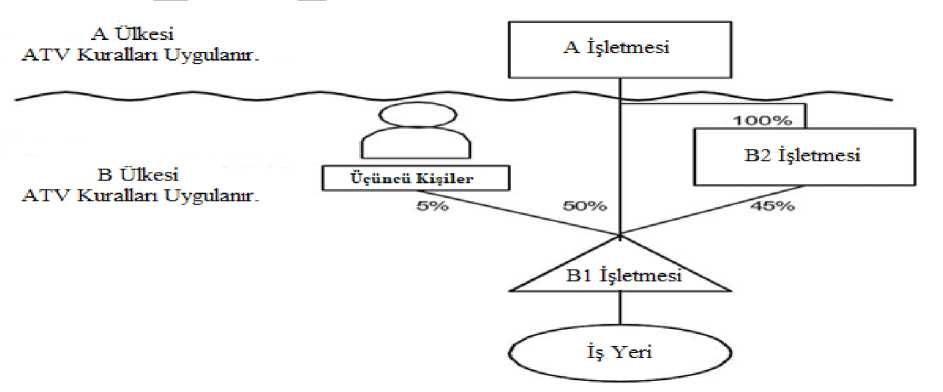 A Ülkesi
ATV Kuralları Uygulanır.
A İşletmesi
100%
B2 İşletmesi
B Ülkesi
ATV Kuralları Uygulanır.
Üçüncü Kişiler
5%
50%
45%
B1 İşletmesi
İş Yeri